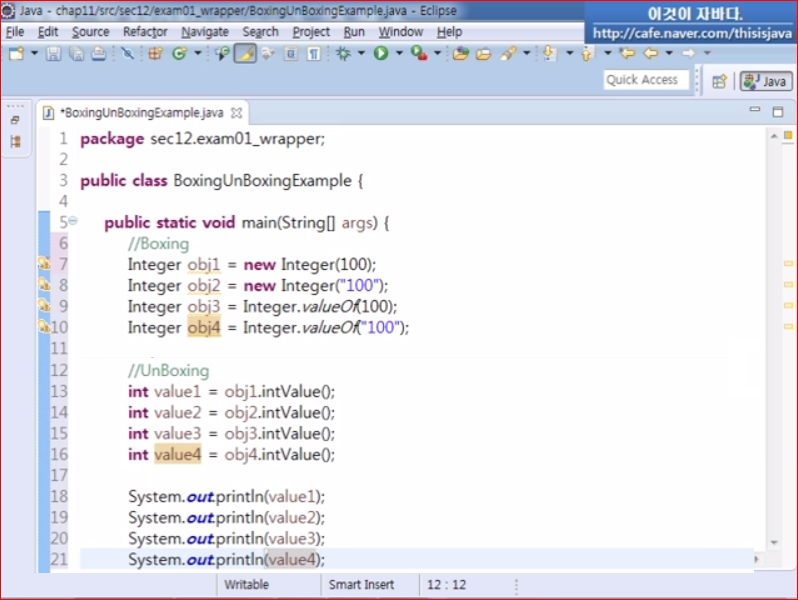 Java - chap11/src/sec12/exam01_wrapper/BoxingUnBoxingExample.java - Eclipse
이것이 자바다.
http://cafe.naver.com/thisisjava
File Edit Source Refactor Navigate Search Project Run Window Help
Quick Access
Java
*BoxingUnBoxingExample.java
1 package sec12.exam01_wrapper;
2
3 public class BoxingUnBoxingExample {
4
5 public static void main(String[] args) {
6 //Boxing
7 Integer obj1 = new Integer(100);
8 Integer obj2 = new Integer("100");
9 Integer obj3 = Integer.valueOf(100);
10 Integer obj4 = Integer.valueOf("100");
11
12 //UnBoxing
13 int value1 = obj1.intValue();
14 int value2 = obj2.intValue();
15 int value3 = obj3.intValue();
16 int value4 = obj4.intValue();
17
18 System.out.println(value1);
19 System.out.println(value2);
20 System.out.println(value3);
21 System.out.println(value4);
Writable Smart Insert 12 : 12